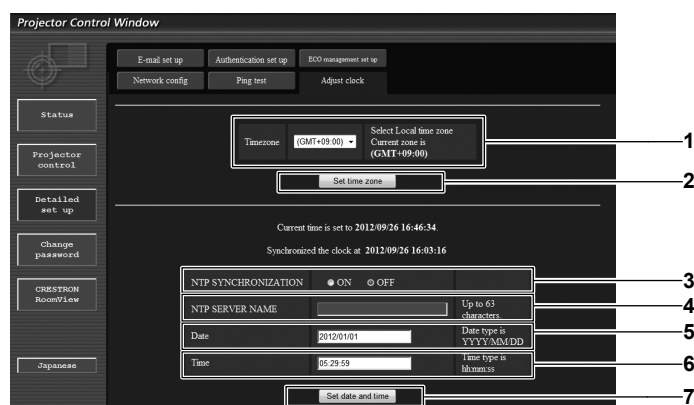 Projector Control Window
E-mail set up
Authentication set up
ECO management set up
Network config
Ping test
Adjust clock
Status
Projector
control
Detailed
set up
Change
password
CRESTRON
RoomView
Japanese
Timezone
(GMT+09:00)
Select Local time zone
Current zone is
(GMT+09:00)
1
Set time zone
2
Current time is set to 2012/09/26 16:46:34.
Synchronized the clock at 2012/09/26 16:03:16
NTP SYNCHRONIZATION ON OFF
3
NTP SERVER NAME
Up to 63
characters.
4
Date
2012/01/01
Date type is
YYYY/MM/DD
5
Time
05:29:59
Time type is
hh:mm:ss
6
Set date and time
7